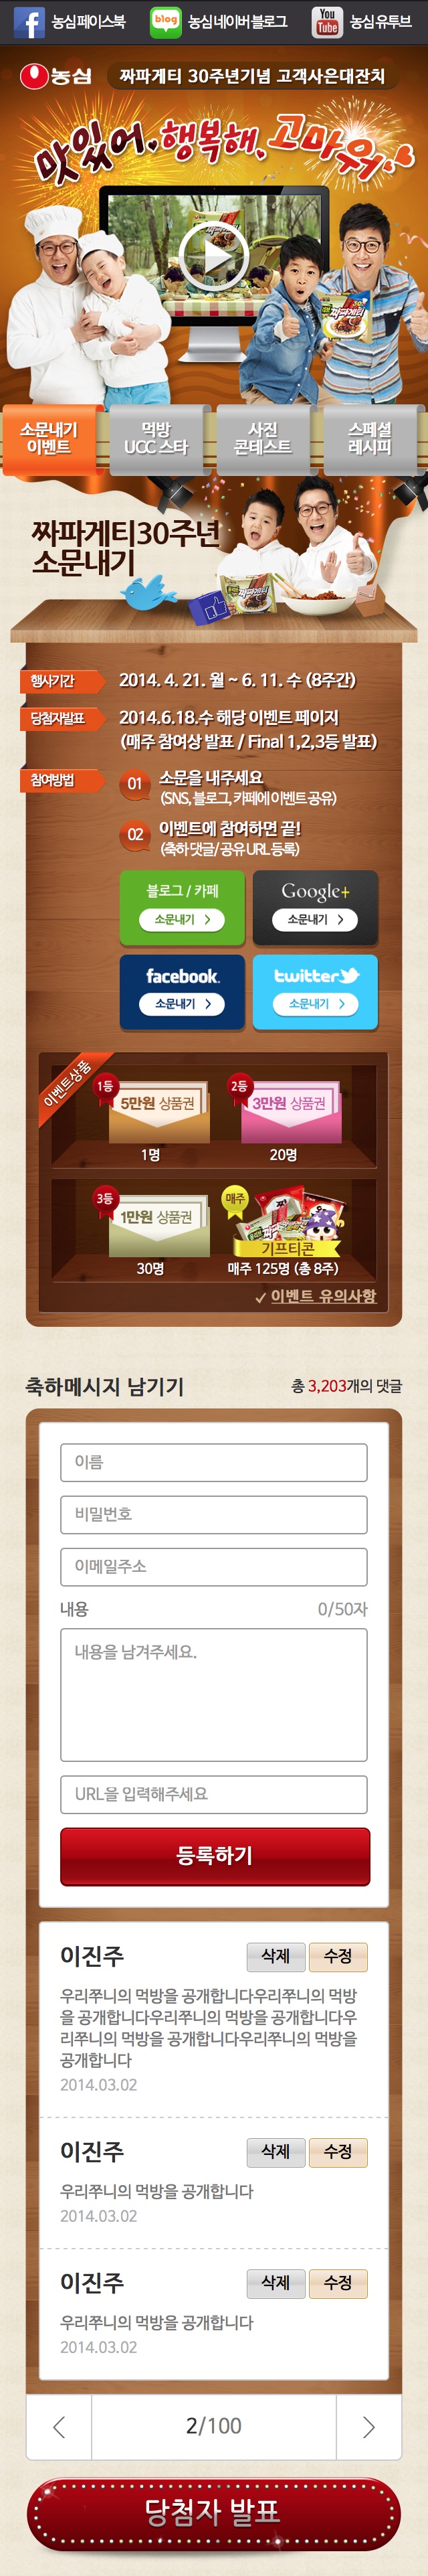 농심페이스북
blog
농심네이버블로그
You
Tube
농심유투브
농심
짜파게티 30주년기념 고객사은대잔치
맛있어, 행복해, 고마워
짜파게티
소문내기
이벤트
먹방
UCC 스타
사진
콘테스트
스페셜
레시피
짜파게티30주년
소문내기
행사기간
2014. 4. 21. 월 ~ 6. 11. 수 (8주간)
당첨자발표
2014.6.18.수 해당 이벤트 페이지
(매주 참여상 발표 / Final 1,2,3등 발표)
참여방법
01
소문을 내주세요
(SNS, 블로그, 카페에 이벤트 공유)
02
이벤트에 참여하면 끝!
(축하 댓글/ 공유 URL 등록)
블로그 / 카페
소문내기 >
Google+
소문내기 >
facebook.
소문내기 >
twitter
소문내기 >
이벤트상품
1등
5만원 상품권
1명
2등
3만원 상품권
20명
3등
1만원 상품권
30명
매주
기프티콘
매주 125명 (총 8주)
이벤트 유의사항
축하메시지 남기기
총 3,203개의 댓글
이름
비밀번호
이메일주소
내용
0/50자
내용을 남겨주세요.
URL을 입력해주세요
등록하기
이진주
삭제
수정
우리쭈니의 먹방을 공개합니다우리쭈니의 먹방
을 공개합니다우리쭈니의 먹방을 공개합니다우
리쭈니의 먹방을 공개합니다우리쭈니의 먹방을
공개합니다
2014.03.02
이진주
삭제
수정
우리쭈니의 먹방을 공개합니다
2014.03.02
이진주
삭제
수정
우리쭈니의 먹방을 공개합니다
2014.03.02
2/100
당첨자 발표